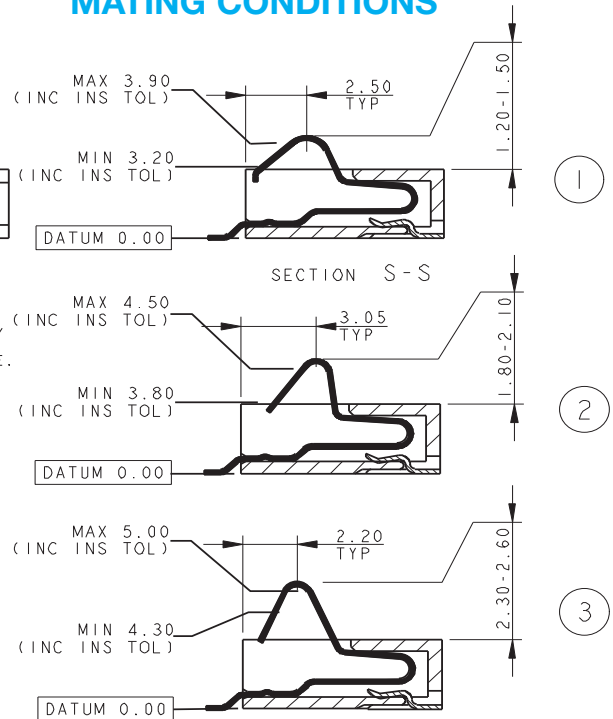 MATING CONDITIONS
MAX 3.90
(INC INS TOL)
2.50
TYP
1.20-1.50
MIN 3.20
(INC INS TOL)
1
DATUM 0.00
SECTION S-S
MAX 4.50
(INC INS TOL)
3.05
TYP
1.80-2.10
E.
MIN 3.80
(INC INS TOL)
2
DATUM 0.00
MAX 5.00
(INC INS TOL)
2.20
TYP
2.30-2.60
MIN 4.30
(INC INS TOL)
3
DATUM 0.00